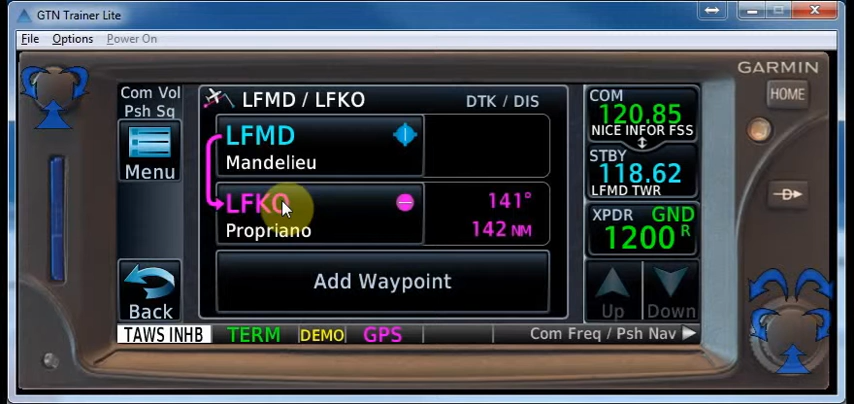 GTN Trainer Lite
File Options Power On
GARMIN
Com Vol
Psh Sq
Menu
Back
LFMD / LFKO
DTK / DIS
LFMD
Mandelieu
LFKO
Propriano
141°
142 NM
Add Waypoint
COM
120.85
NICE INFOR FSS
STBY
118.62
LFMD TWR
XPDR GND
1200 R
Up
Down
HOME
D
TAWS INHB
TERM
DEMO
GPS
Com Freq / Psh Nav